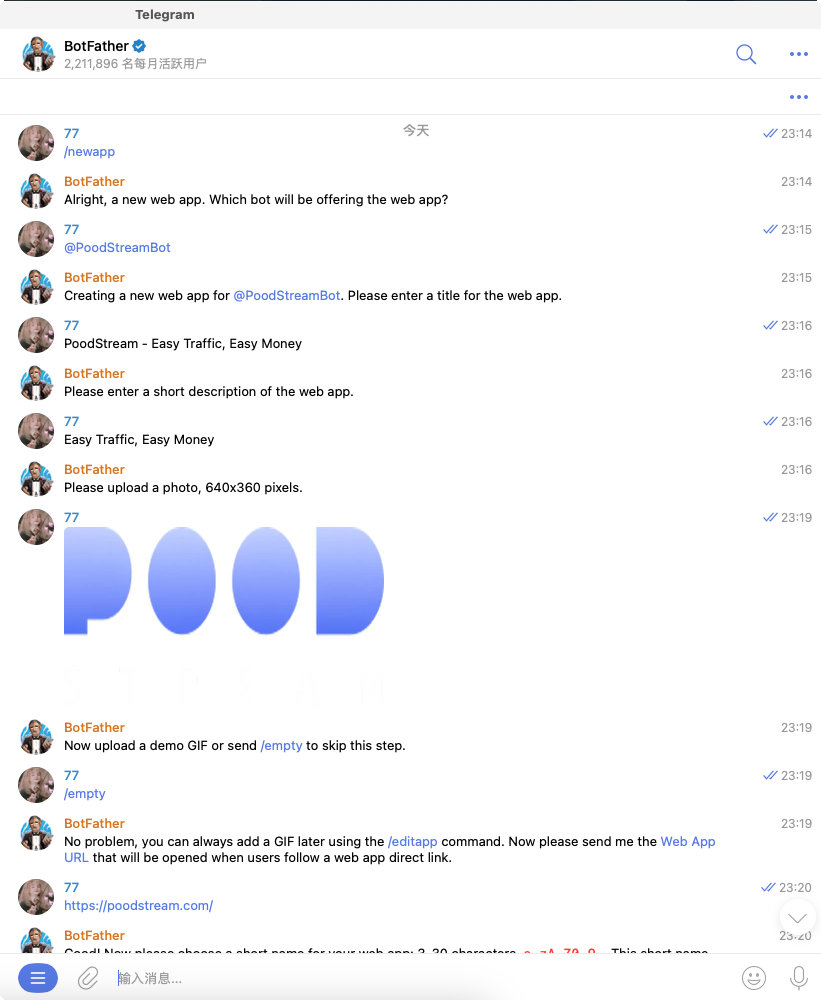 Telegram
BotFather
2,211,896 名每月活跃用户
今天
77
23:14
/newapp
BotFather
23:14
Alright, a new web app. Which bot will be offering the web app?
77
23:15
@PoodStreamBot
BotFather
23:15
Creating a new web app for @PoodStreamBot. Please enter a title for the web app.
77
23:16
PoodStream - Easy Traffic, Easy Money
BotFather
23:16
Please enter a short description of the web app.
77
23:16
Easy Traffic, Easy Money
BotFather
23:16
Please upload a photo, 640x360 pixels.
77
23:19
POOD
BotFather
23:19
Now upload a demo GIF or send /empty to skip this step.
77
23:19
/empty
BotFather
23:19
No problem, you can always add a GIF later using the /editapp command. Now please send me the Web App
URL that will be opened when users follow a web app direct link.
77
23:20
https://poodstream.com/
BotFather
23:20
Good! Now please choose a short name for your web app: 3-30 characters, This short name
输入消息...